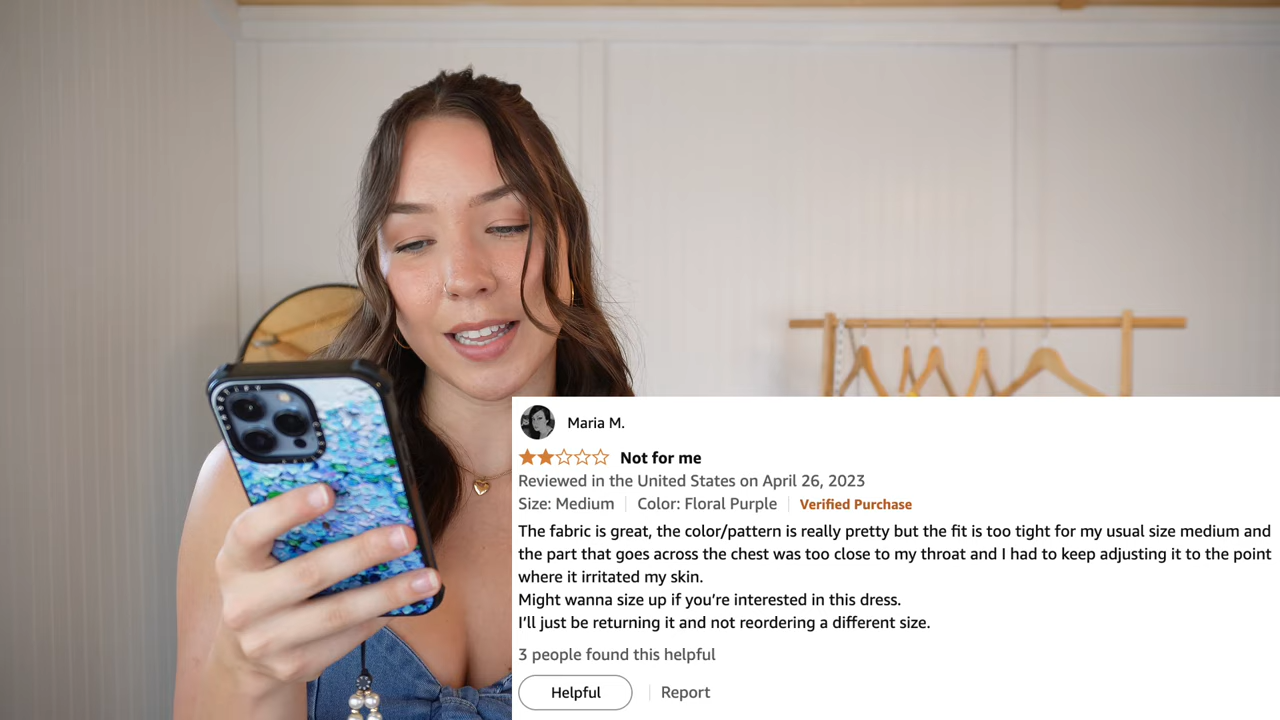 Maria M.
Not for me
Reviewed in the United States on April 26, 2023
Size: Medium | Color: Floral Purple | Verified Purchase
The fabric is great, the color/pattern is really pretty but the fit is too tight for my usual size medium and
the part that goes across the chest was too close to my throat and I had to keep adjusting it to the point
where it irritated my skin.
Might wanna size up if you’re interested in this dress.
I’ll just be returning it and not reordering a different size.
3 people found this helpful
Helpful | Report